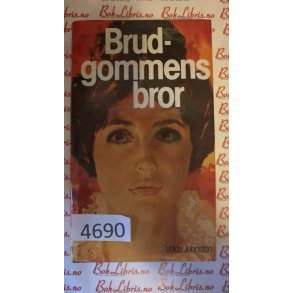 Brud-
gommens
bror
4690
Velda Johnston
BokLibris.no